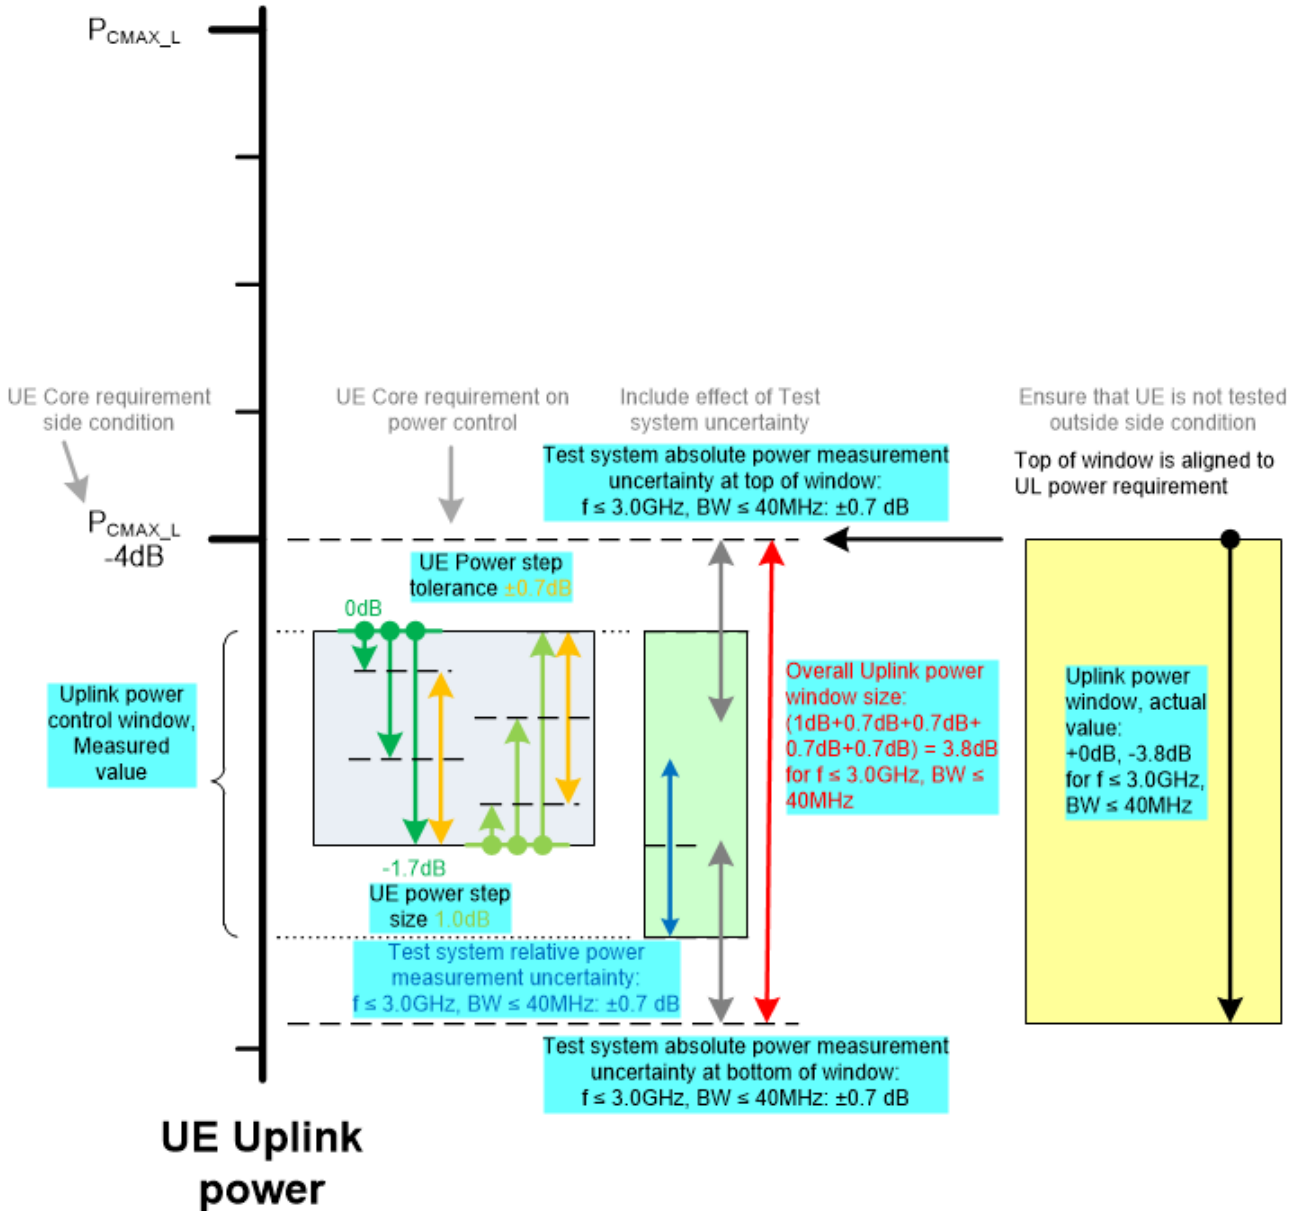 P_CMAX_L
UE Core requirement
side condition
P_CMAX_L
-4dB
UE Core requirement on
power control
Include effect of Test
system uncertainty
Ensure that UE is not tested
outside side condition
Test system absolute power measurement
uncertainty at top of window:
f ≤ 3.0GHz, BW ≤ 40MHz: ±0.7 dB
Top of window is aligned to
UL power requirement
UE Power step
tolerance ±0.7dB
0dB
Uplink power
control window,
Measured
value
Overall Uplink power
window size:
(1dB+0.7dB+0.7dB+
0.7dB+0.7dB) = 3.8dB
for f ≤ 3.0GHz, BW ≤
40MHz
Uplink power
window, actual
value:
+0dB, -3.8dB
for f ≤ 3.0GHz,
BW ≤ 40MHz
-1.7dB
UE power step
size 1.0dB
Test system relative power
measurement uncertainty:
f ≤ 3.0GHz, BW ≤ 40MHz: ±0.7 dB
Test system absolute power measurement
uncertainty at bottom of window:
f ≤ 3.0GHz, BW ≤ 40MHz: ±0.7 dB
UE Uplink
power